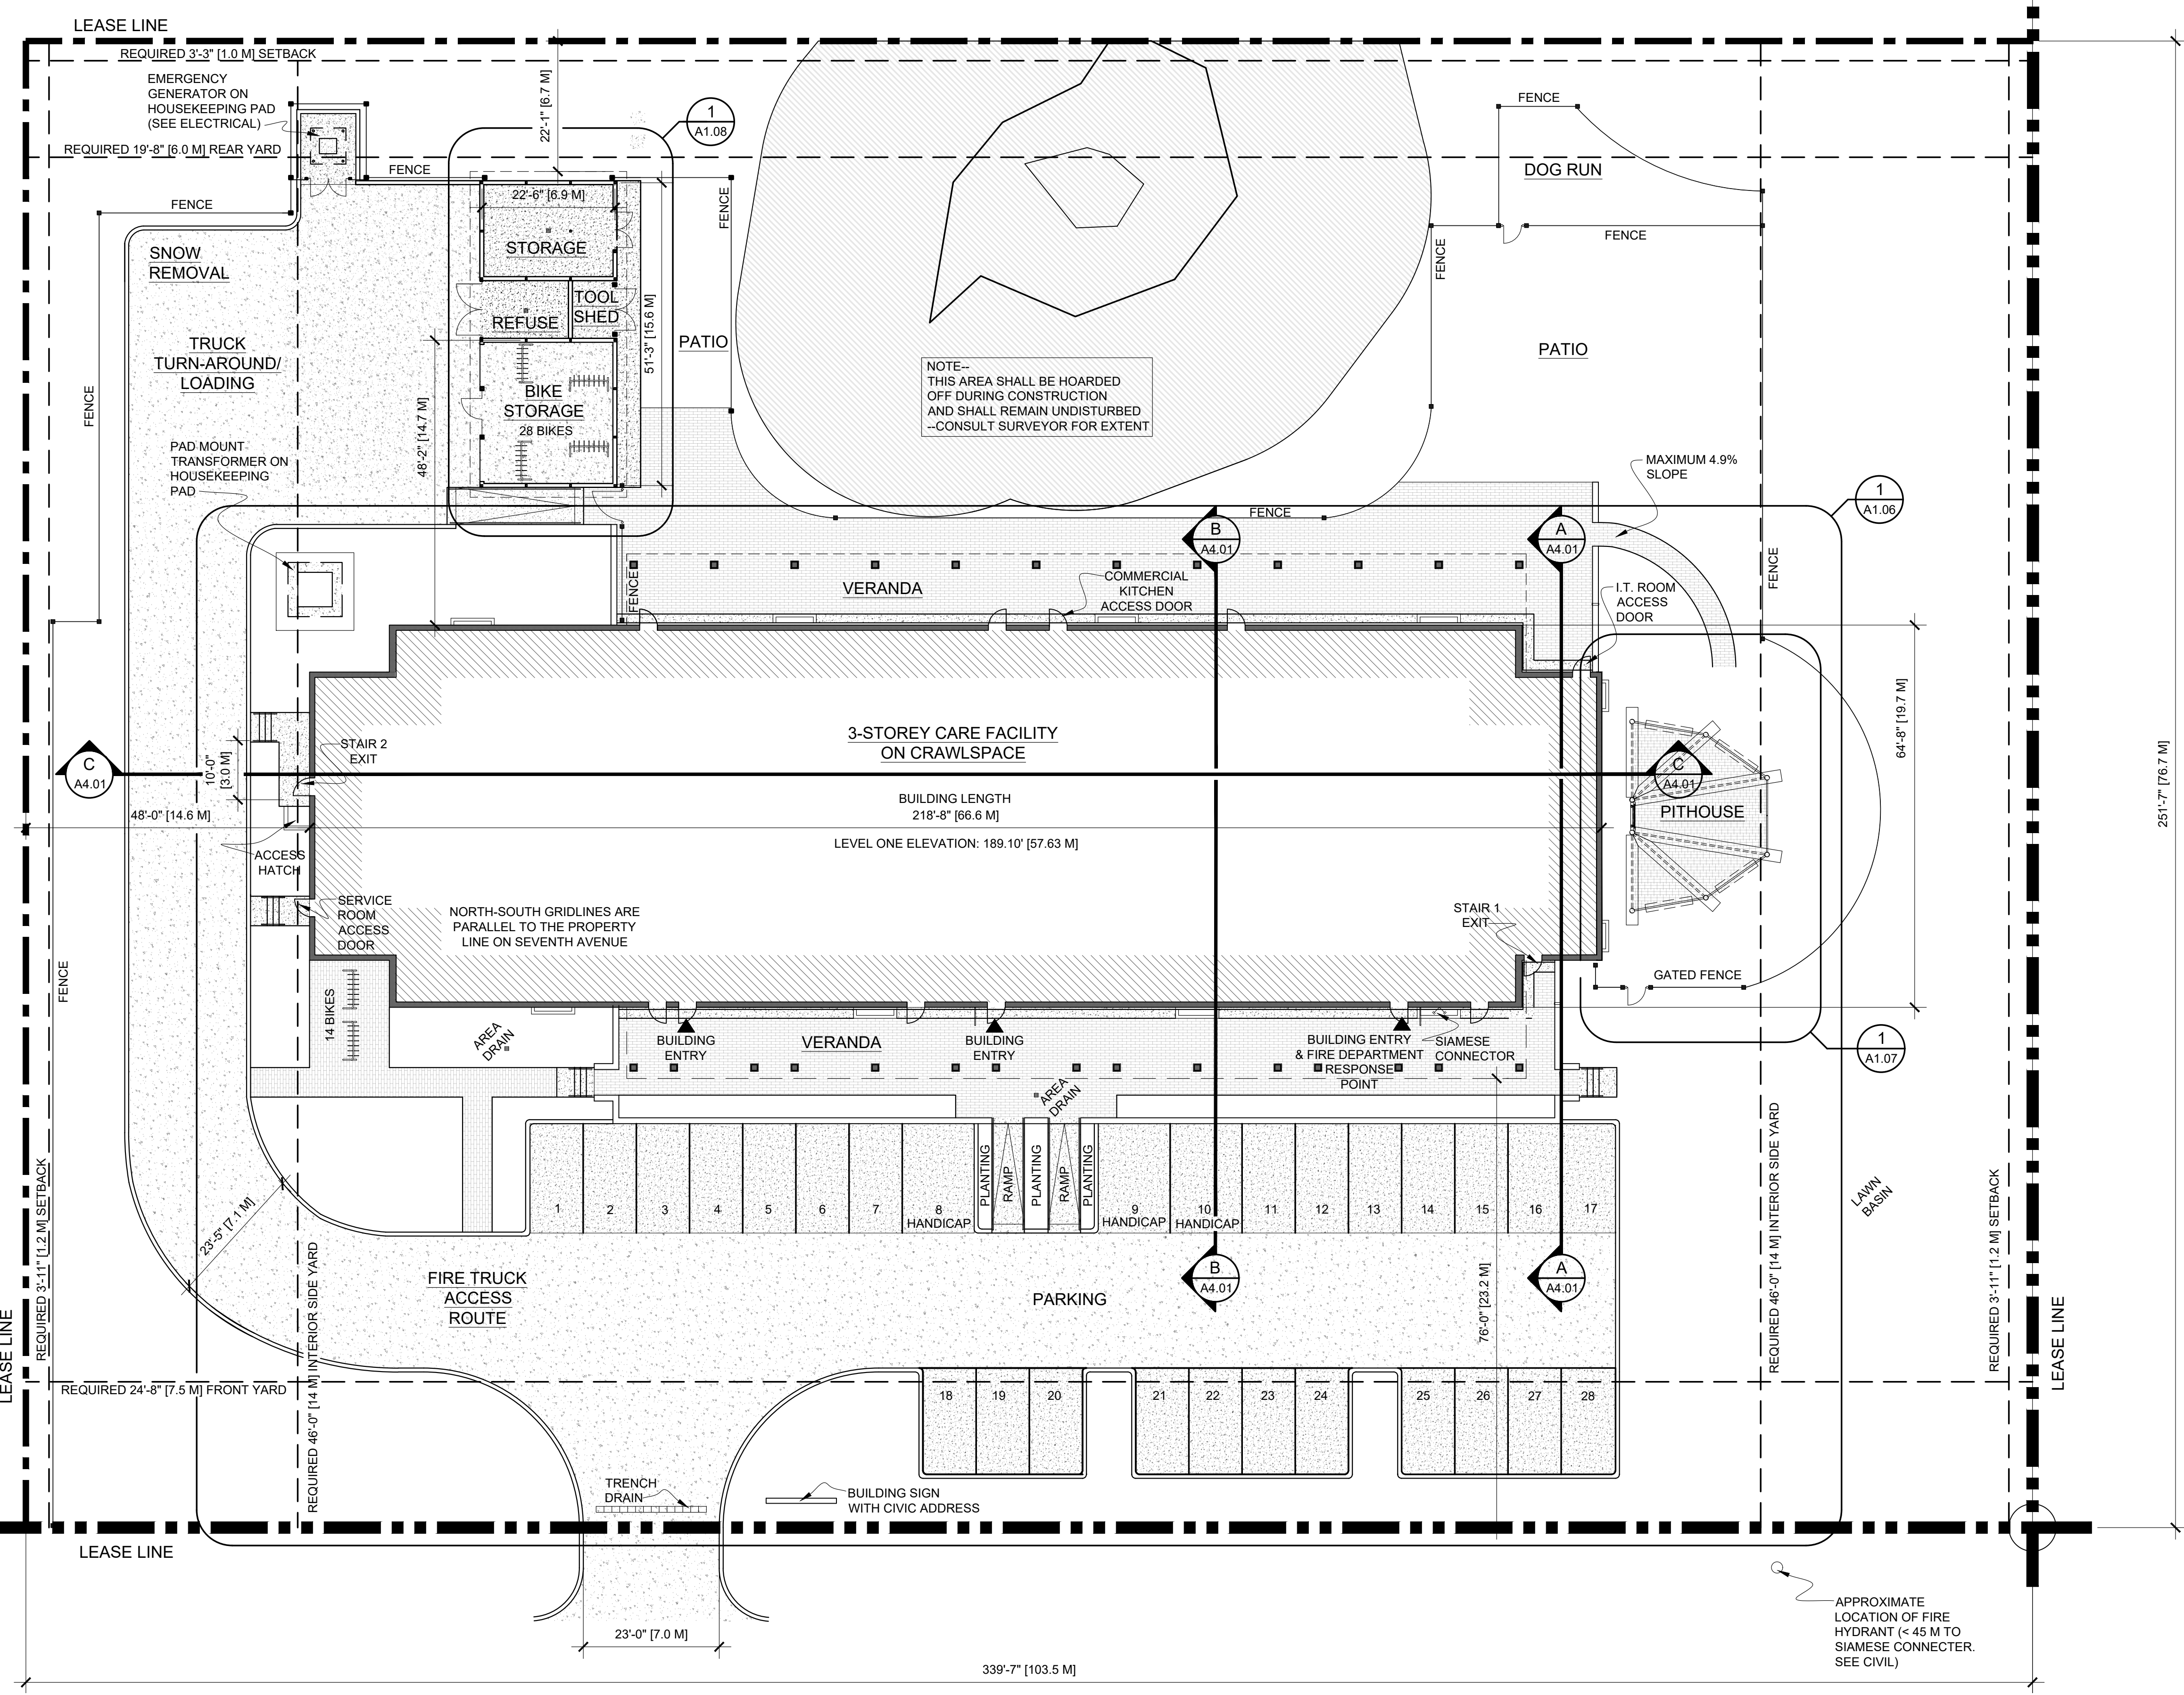 LEASE LINE
REQUIRED 3'-3" [1.0 M] SETBACK
EMERGENCY
GENERATOR ON
HOUSEKEEPING PAD
(SEE ELECTRICAL)
REQUIRED 19'-8" [6.0 M] REAR YARD
FENCE
FENCE
22'-1" [6.7 M]
1
A1.08
FENCE
DOG RUN
FENCE
FENCE
FENCE
22'-6" [6.9 M]
STORAGE
TOOL
SHED
REFUSE
51'-3" [15.6 M]
PATIO
SNOW
REMOVAL
TRUCK
TURN-AROUND/
LOADING
FENCE
BIKE
STORAGE
28 BIKES
48'-2" [14.7 M]
NOTE--
THIS AREA SHALL BE HOARDED
OFF DURING CONSTRUCTION
AND SHALL REMAIN UNDISTURBED
--CONSULT SURVEYOR FOR EXTENT
PATIO
PAD MOUNT
TRANSFORMER ON
HOUSEKEEPING
PAD
MAXIMUM 4.9%
SLOPE
1
A1.06
FENCE
B
A4.01
A
A4.01
FENCE
VERANDA
COMMERCIAL
KITCHEN
ACCESS DOOR
FENCE
I.T. ROOM
ACCESS
DOOR
3-STOREY CARE FACILITY
ON CRAWLSPACE
64'-8" [19.7 M]
251'-7" [76.7 M]
STAIR 2
EXIT
10'-0"
[3.0 M]
C
A4.01
C
A4.01
PITHOUSE
48'-0" [14.6 M]
BUILDING LENGTH
218'-8" [66.6 M]
LEVEL ONE ELEVATION: 189.10' [57.63 M]
ACCESS
HATCH
SERVICE
ROOM
ACCESS
DOOR
NORTH-SOUTH GRIDLINES ARE
PARALLEL TO THE PROPERTY
LINE ON SEVENTH AVENUE
STAIR 1
EXIT
GATED FENCE
FENCE
14 BIKES
AREA
DRAIN
BUILDING
ENTRY
VERANDA
BUILDING
ENTRY
BUILDING ENTRY
& FIRE DEPARTMENT
RESPONSE
POINT
SIAMESE
CONNECTOR
1
A1.07
AREA
DRAIN
PLANTING
RAMP
PLANTING
RAMP
PLANTING
1
2
3
4
5
6
7
8
HANDICAP
9
HANDICAP
10
HANDICAP
11
12
13
14
15
16
17
LAWN
BASIN
23'-5" [7.1 M]
REQUIRED 3'-11" [1.2 M] SETBACK
REQUIRED 46'-0" [14 M] INTERIOR SIDE YARD
LEASE LINE
FIRE TRUCK
ACCESS
ROUTE
PARKING
B
A4.01
A
A4.01
76'-0" [23.2 M]
REQUIRED 46'-0" [14 M] INTERIOR SIDE YARD
REQUIRED 3'-11" [1.2 M] SETBACK
LEASE LINE
REQUIRED 24'-8" [7.5 M] FRONT YARD
18
19
20
21
22
23
24
25
26
27
28
TRENCH
DRAIN
BUILDING SIGN
WITH CIVIC ADDRESS
LEASE LINE
23'-0" [7.0 M]
APPROXIMATE
LOCATION OF FIRE
HYDRANT (< 45 M TO
SIAMESE CONNECTER.
SEE CIVIL)
339'-7" [103.5 M]